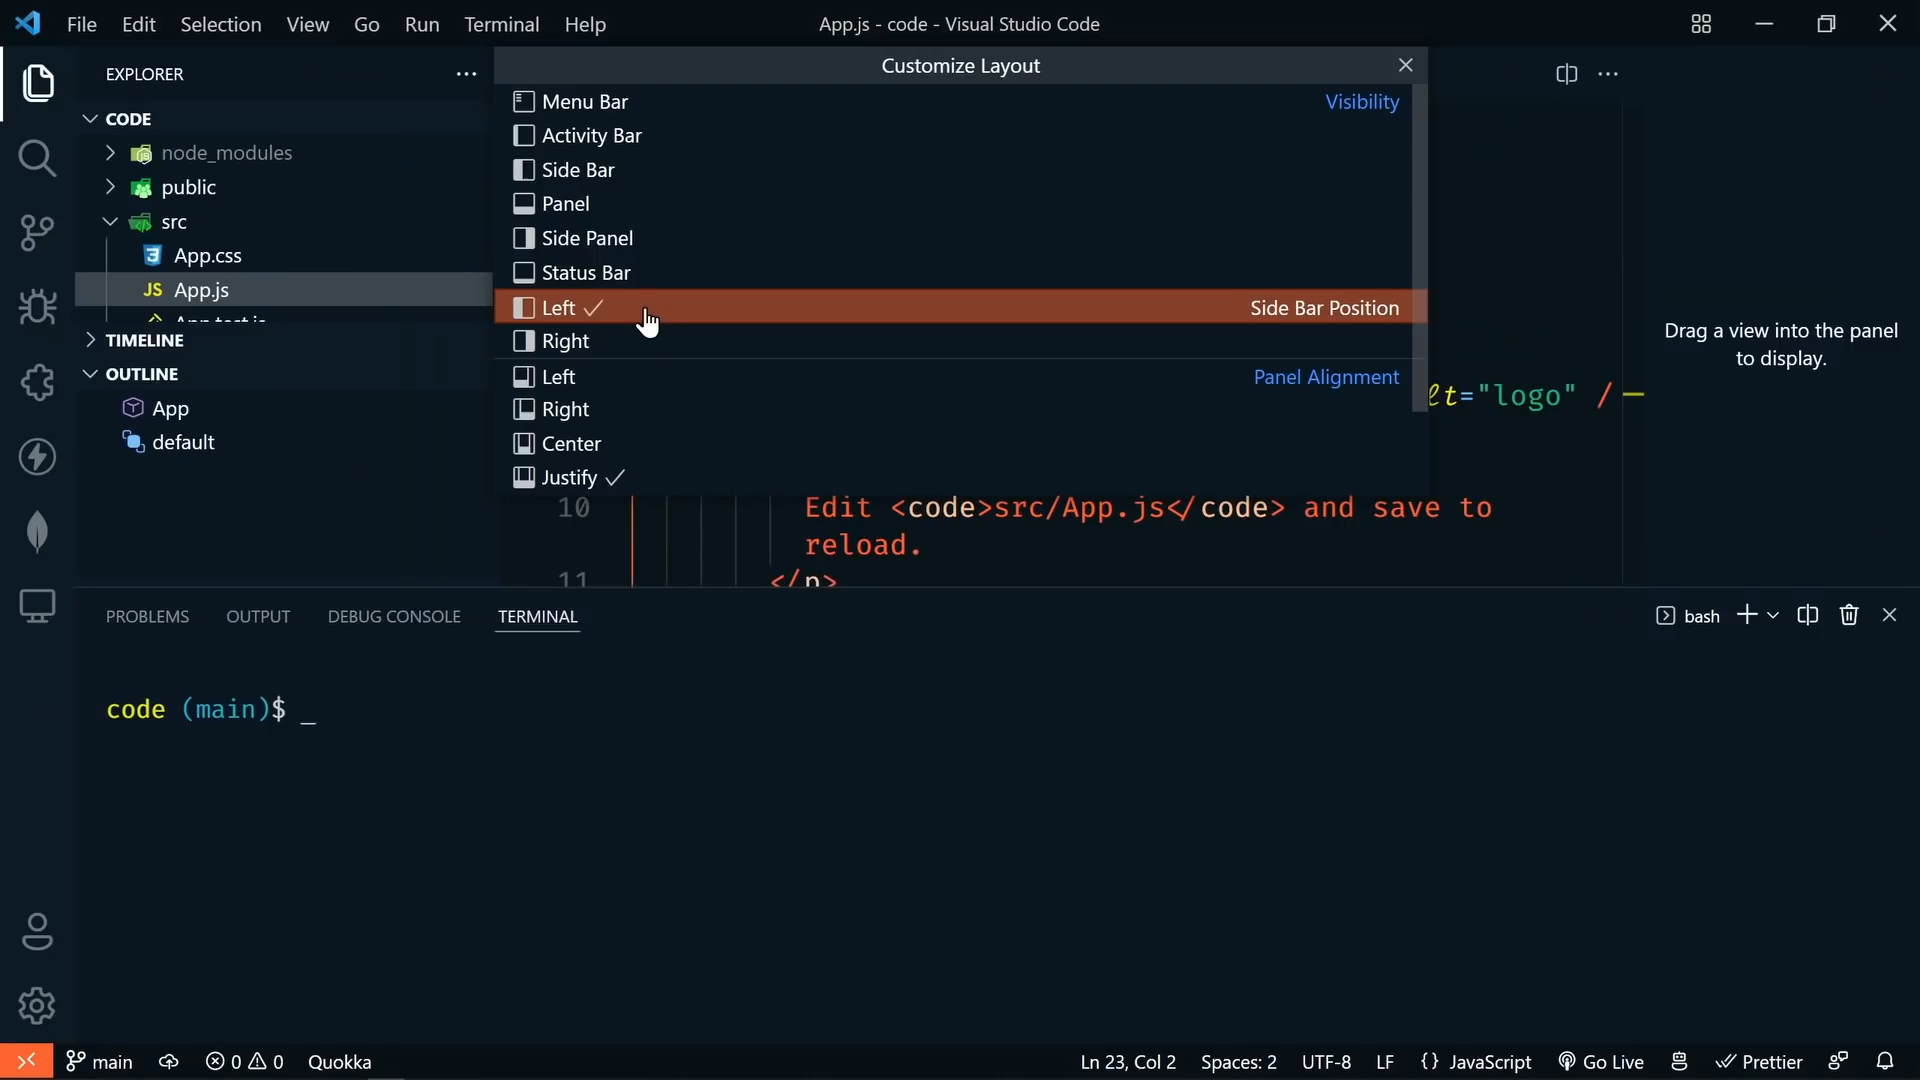 File Edit Selection View Go Run Terminal Help
App.js - code - Visual Studio Code
EXPLORER
CODE
node_modules
public
src
App.css
JS App.js
TIMELINE
OUTLINE
App
default
Customize Layout
Menu Bar Visibility
Activity Bar
Side Bar
Panel
Side Panel
Status Bar
Left ✓ Side Bar Position
Right
Left Panel Alignment
Right
Center
Justify ✓
lt="logo" /
10 Edit <code>src/App.js</code> and save to
reload.
11 </p>
Drag a view into the panel
to display.
PROBLEMS OUTPUT DEBUG CONSOLE TERMINAL
bash
code (main)$ _
main 0 0 Quokka
Ln 23, Col 2 Spaces: 2 UTF-8 LF {} JavaScript Go Live Prettier